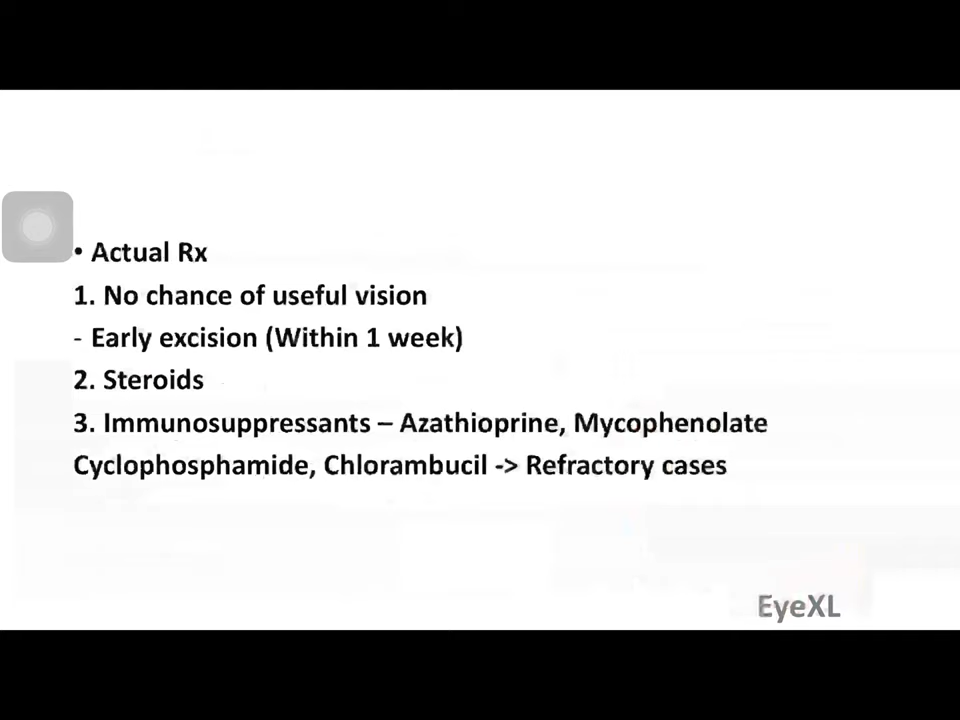 • Actual Rx
1. No chance of useful vision
- Early excision (Within 1 week)
2. Steroids
3. Immunosuppressants – Azathioprine, Mycophenolate
Cyclophosphamide, Chlorambucil -> Refractory cases
EyeXL